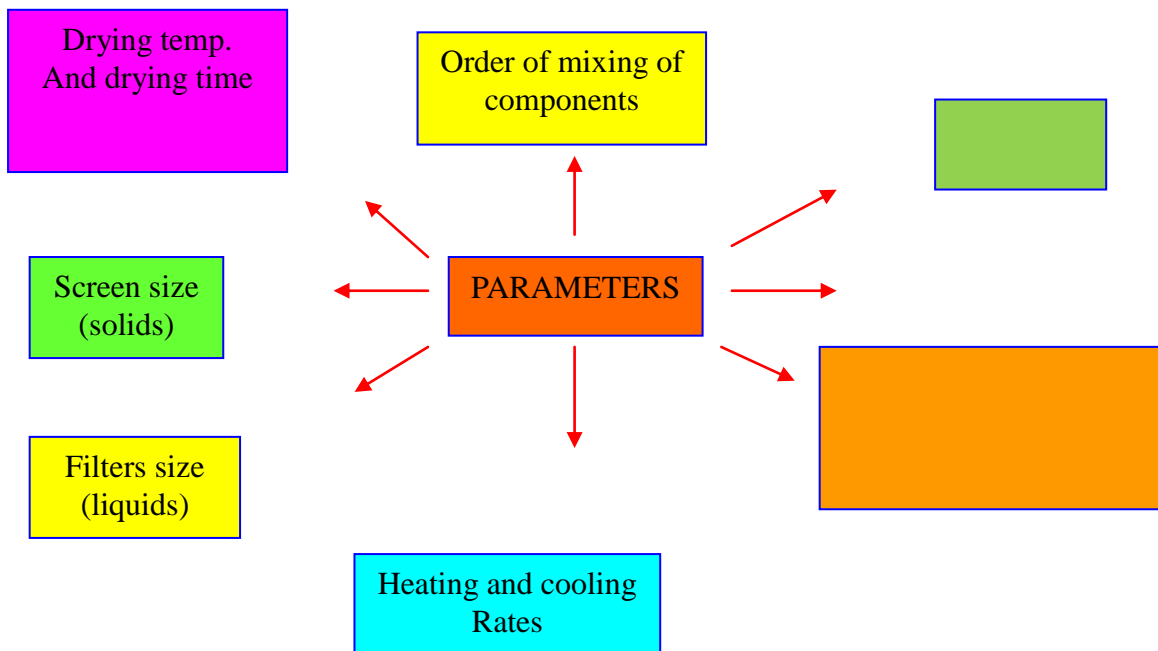 Drying temp.
And drying time
Order of mixing of
components
Screen size
(solids)
PARAMETERS
Filters size
(liquids)
Heating and cooling
Rates